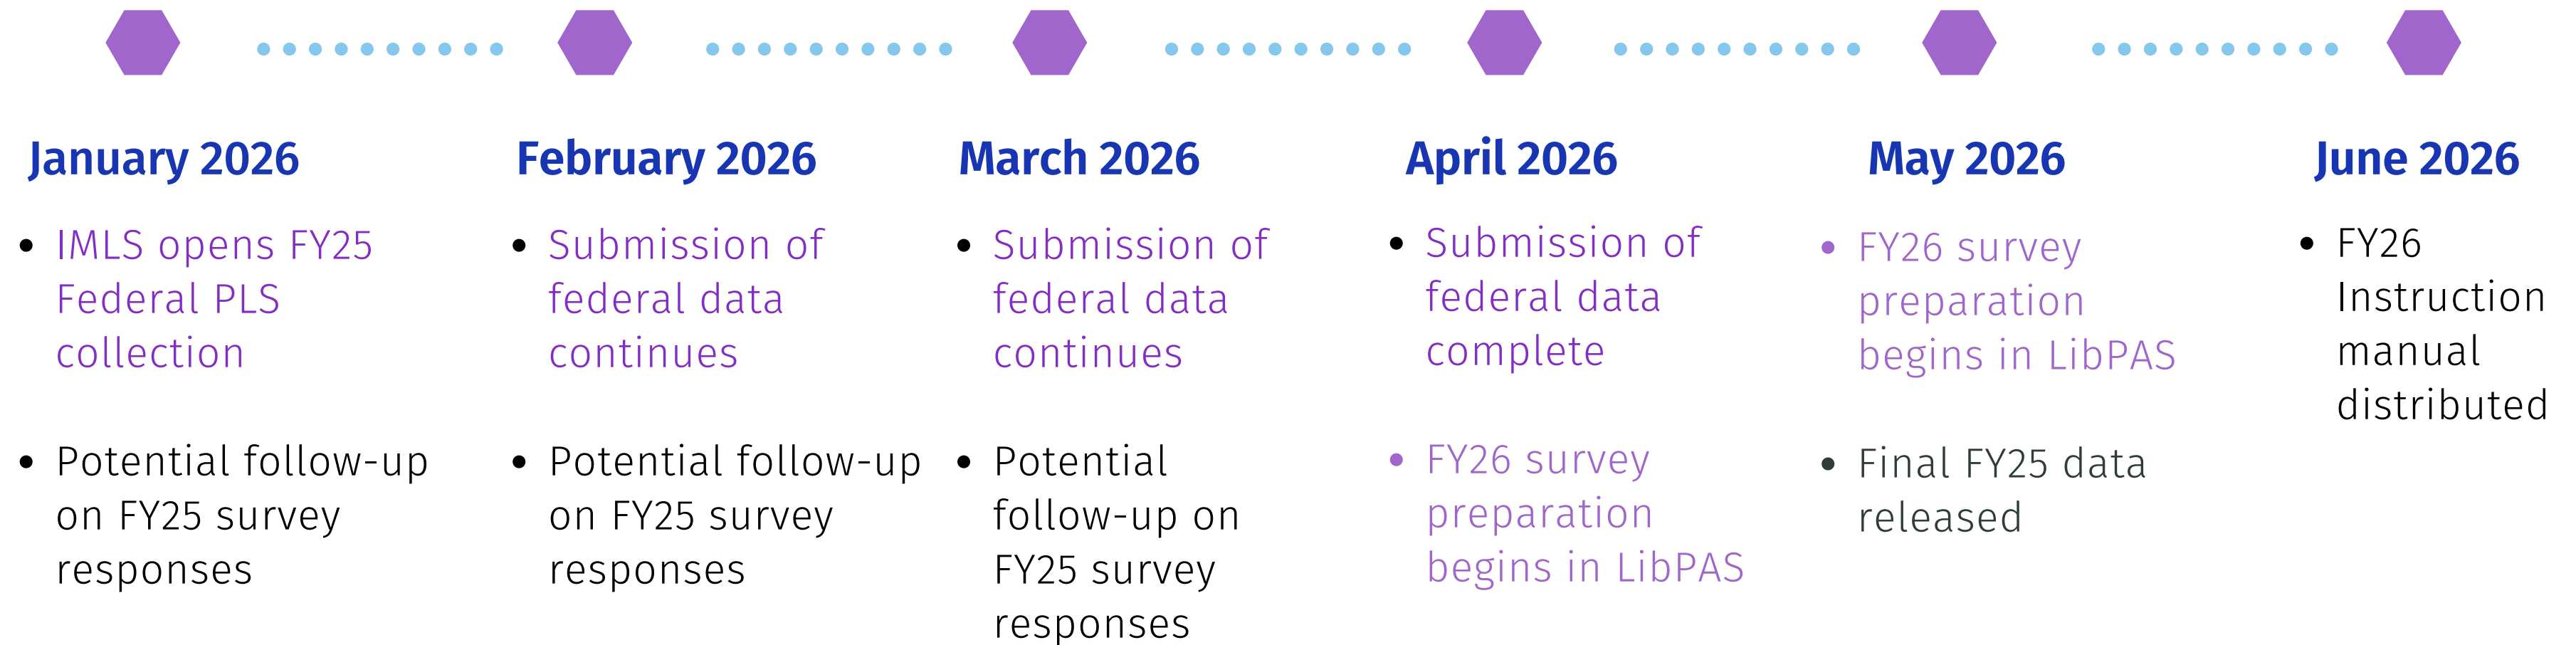 January 2026
• IMLS opens FY25
Federal PLS
collection
• Potential follow-up
on FY25 survey
responses
February 2026
• Submission of
federal data
continues
• Potential follow-up
on FY25 survey
responses
March 2026
• Submission of
federal data
continues
• Potential
follow-up on
FY25 survey
responses
April 2026
• Submission of
federal data
complete
• FY26 survey
preparation
begins in LibPAS
May 2026
• FY26 survey
preparation
begins in LibPAS
• Final FY25 data
released
June 2026
• FY26
Instruction
manual
distributed